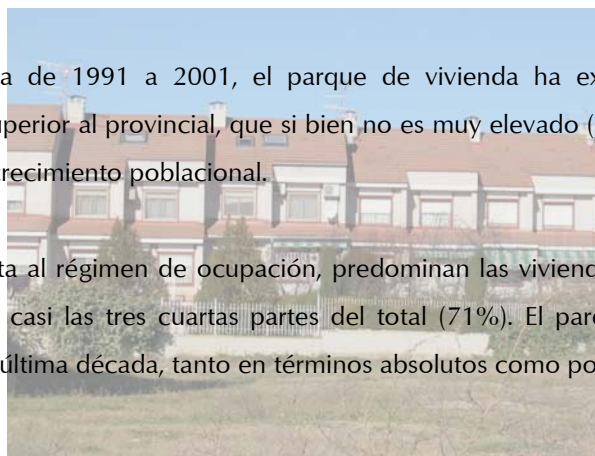 a de 1991 a 2001, el parque de vivienda ha ex
uperior al provincial, que si bien no es muy elevado (
crecimiento poblacional.
ta al régimen de ocupación, predominan las viviend
casi las tres cuartas partes del total (71%). El par
última década, tanto en términos absolutos como po